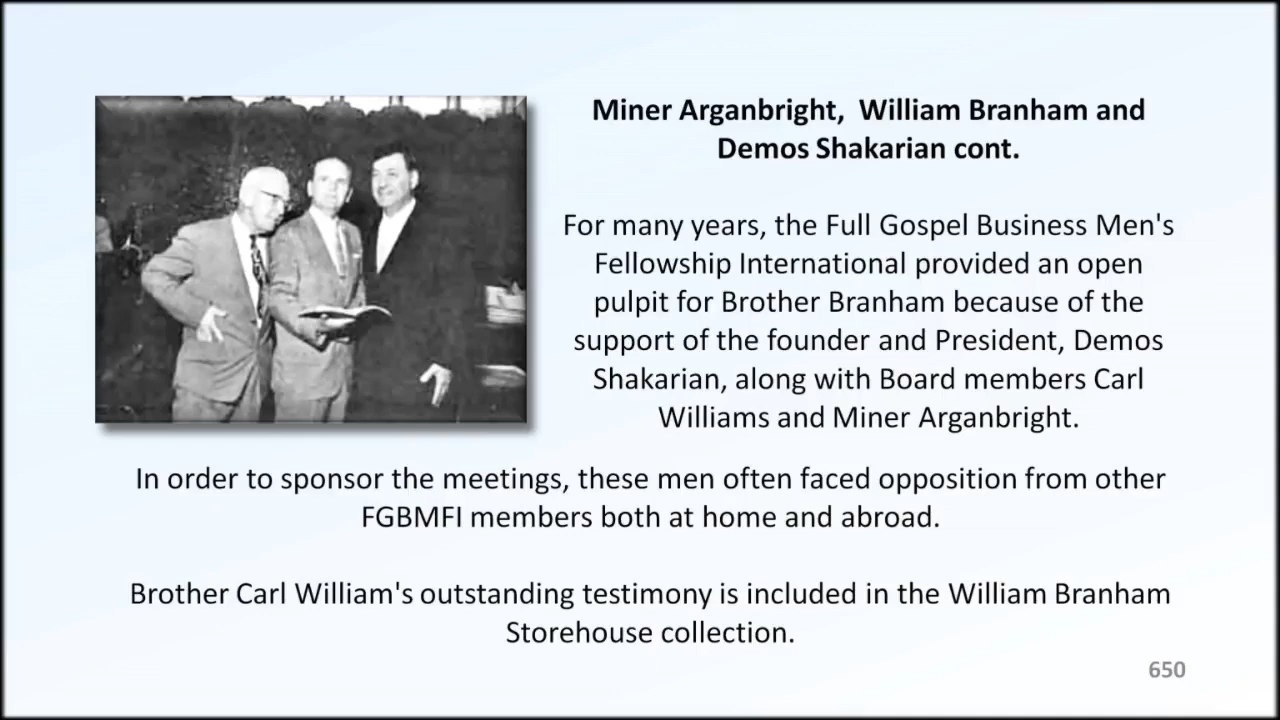 Miner Arganbright,  William Branham and
Demos Shakarian cont.
For many years, the Full Gospel Business Men's
Fellowship International provided an open
pulpit for Brother Branham because of the
support of the founder and President, Demos
Shakarian, along with Board members Carl
Williams and Miner Arganbright.
In order to sponsor the meetings, these men often faced opposition from other
FGBMFI members both at home and abroad.
Brother Carl William's outstanding testimony is included in the William Branham
Storehouse collection.
650